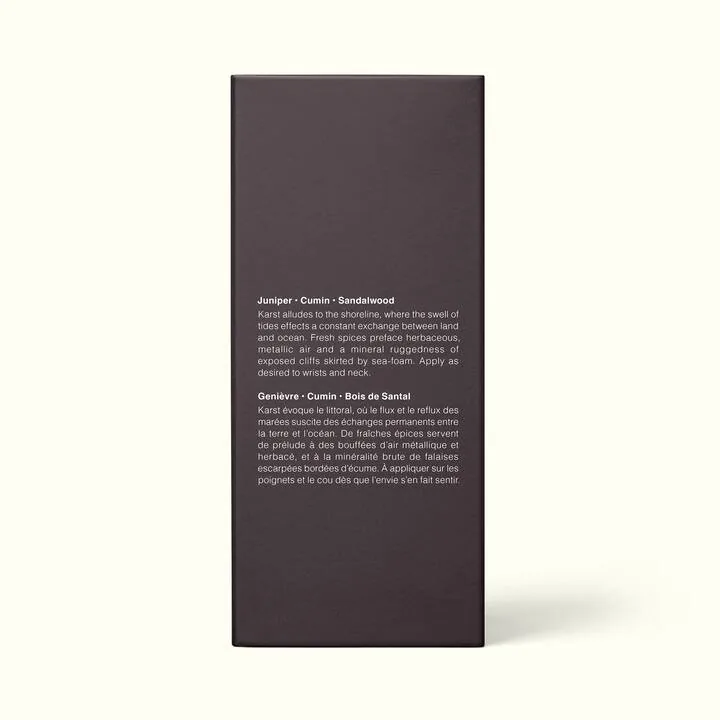 Juniper • Cumin • Sandalwood
Karst alludes to the shoreline, where the swell of
tides effects a constant exchange between land
and ocean. Fresh spices preface herbaceous,
metallic air and a mineral ruggedness of
exposed cliffs skirted by sea-foam. Apply as
desired to wrists and neck.
Genièvre • Cumin • Bois de Santal
Karst évoque le littoral, où le flux et le reflux des
marées suscite des échanges permanents entre
la terre et l'océan. De fraîches épices servent
de prélude à des bouffées d'air métallique et
herbacé, et à la minéralité brute de falaises
escarpées bordées d'écume. À appliquer sur les
poignets et le cou dès que l'envie s'en fait sentir.